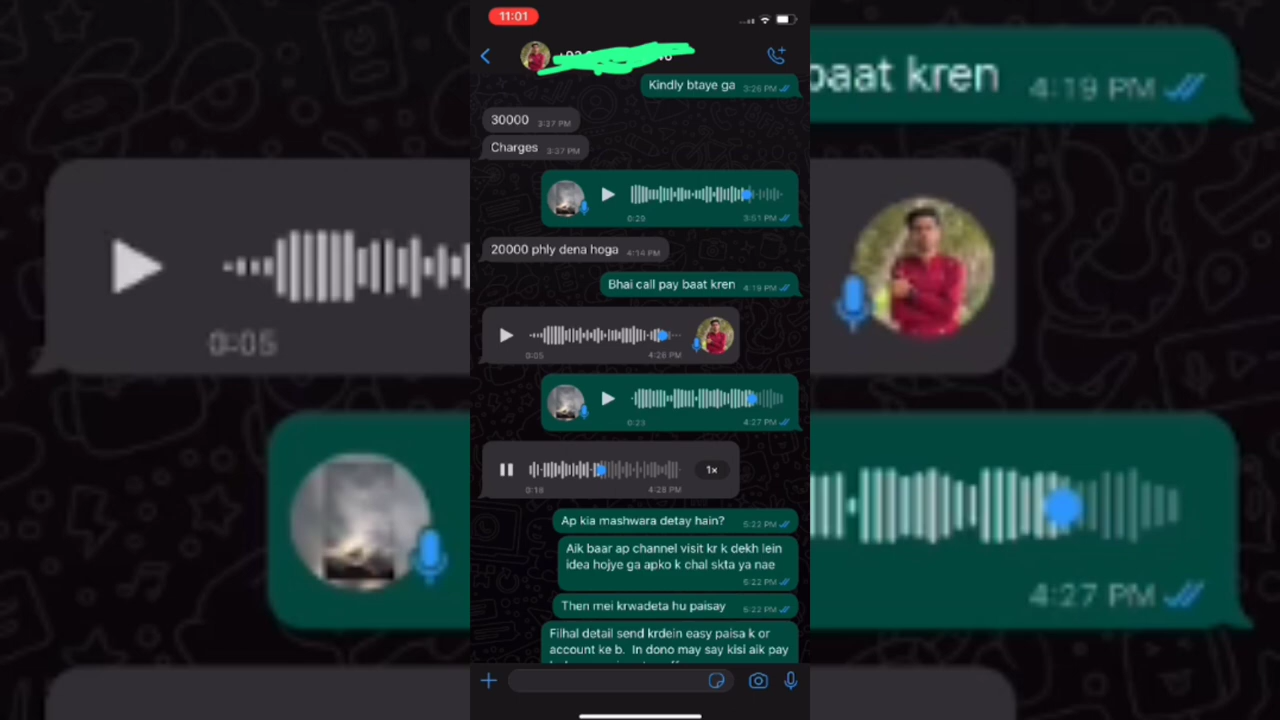 11:01
Kindly btaye ga 3:26 PM
30000 3:37 PM
Charges 3:37 PM
0:20 3:51 PM
20000 phly dena hoga 4:14 PM
Bhai call pay baat kren 4:19 PM
0:05 4:26 PM
0:23 4:27 PM
1×
0:16 4:28 PM
Ap kia mashwara detay hain? 5:22 PM
Aik baar ap channel visit kr k dekh lein
idea hojye ga apko k chal skta ya nae
5:22 PM
Then mei krwadeta hu paisay 5:22 PM
Filhal detail send krdein easy paisa k or
account ke b. In dono may say kisi aik pay
baat kren 4:19 PM
0:05
4:27 PM